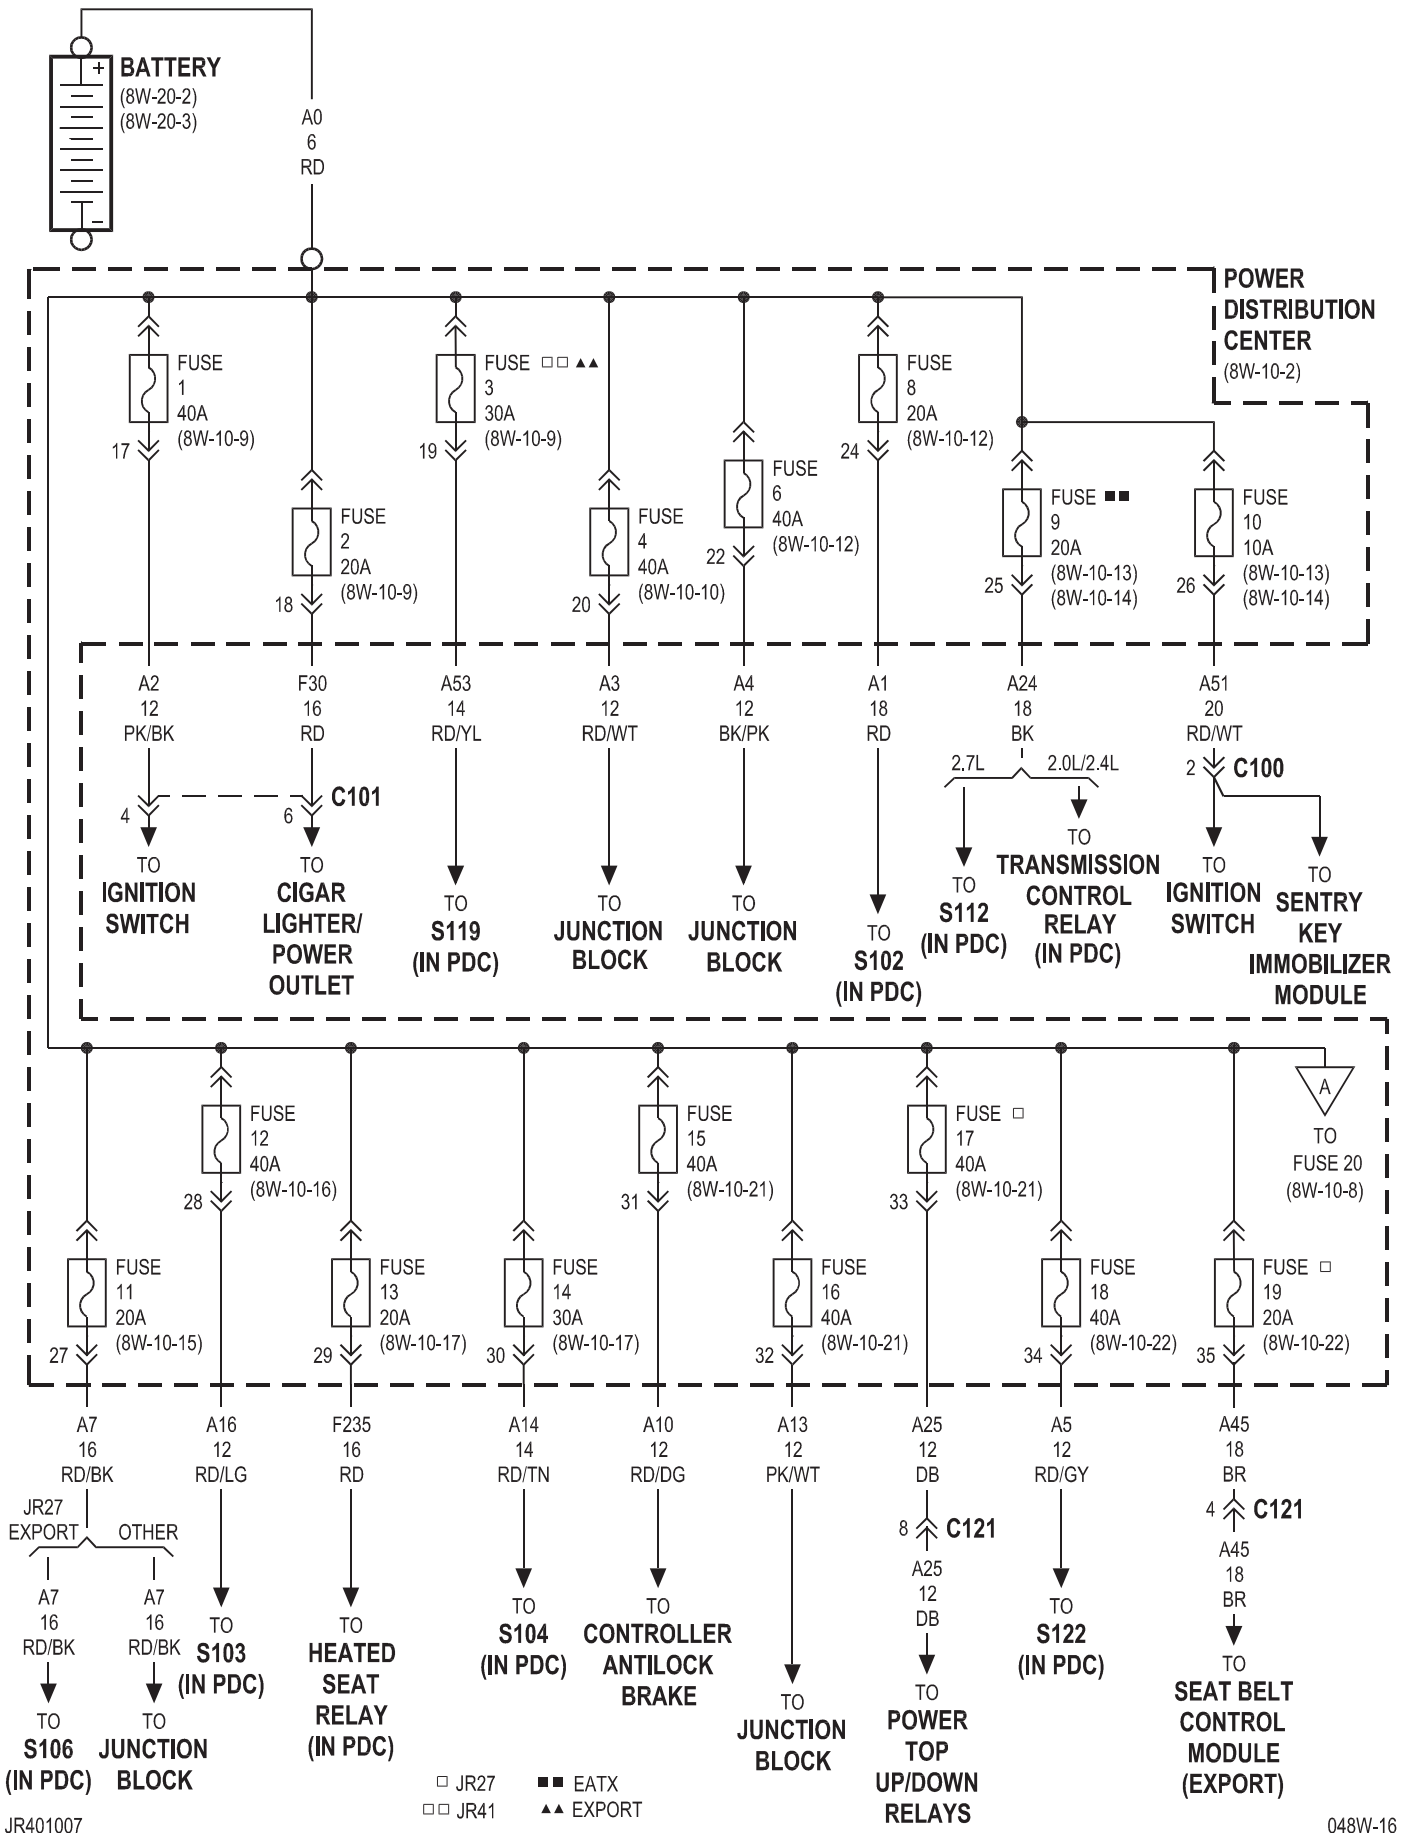 BATTERY
(8W-20-2)
(8W-20-3)
+
−
A0
6
RD
POWER
DISTRIBUTION
CENTER
(8W-10-2)
FUSE
1
40A
(8W-10-9)
17
FUSE
2
20A
(8W-10-9)
18
FUSE □□ ▲▲
3
30A
(8W-10-9)
19
FUSE
4
40A
(8W-10-10)
20
FUSE
6
40A
(8W-10-12)
22
FUSE
8
20A
(8W-10-12)
24
FUSE ■■
9
20A
(8W-10-13)
(8W-10-14)
25
FUSE
10
10A
(8W-10-13)
(8W-10-14)
26
A2
12
PK/BK
4
TO
IGNITION
SWITCH
F30
16
RD
C101
6
TO
CIGAR
LIGHTER/
POWER
OUTLET
A53
14
RD/YL
TO
S119
(IN PDC)
A3
12
RD/WT
TO
JUNCTION
BLOCK
A4
12
BK/PK
TO
JUNCTION
BLOCK
A1
18
RD
TO
S102
(IN PDC)
A24
18
BK
2.7L
2.0L/2.4L
TO
S112
(IN PDC)
TO
TRANSMISSION
CONTROL
RELAY
(IN PDC)
A51
20
RD/WT
2
C100
TO
IGNITION
SWITCH
TO
SENTRY
KEY
IMMOBILIZER
MODULE
A
TO
FUSE 20
(8W-10-8)
FUSE
11
20A
(8W-10-15)
27
FUSE
12
40A
(8W-10-16)
28
FUSE
13
20A
(8W-10-17)
29
FUSE
14
30A
(8W-10-17)
30
FUSE
15
40A
(8W-10-21)
31
FUSE
16
40A
(8W-10-21)
32
FUSE □
17
40A
(8W-10-21)
33
FUSE
18
40A
(8W-10-22)
34
FUSE □
19
20A
(8W-10-22)
35
A7
16
RD/BK
JR27
EXPORT
OTHER
A7
16
RD/BK
TO
S106
(IN PDC)
A7
16
RD/BK
TO
JUNCTION
BLOCK
A16
12
RD/LG
TO
S103
(IN PDC)
F235
16
RD
TO
HEATED
SEAT
RELAY
(IN PDC)
A14
14
RD/TN
TO
S104
(IN PDC)
A10
12
RD/DG
TO
CONTROLLER
ANTILOCK
BRAKE
A13
12
PK/WT
TO
JUNCTION
BLOCK
A25
12
DB
8
C121
A25
12
DB
TO
POWER
TOP
UP/DOWN
RELAYS
A5
12
RD/GY
TO
S122
(IN PDC)
A45
18
BR
4
C121
A45
18
BR
TO
SEAT BELT
CONTROL
MODULE
(EXPORT)
□ JR27
■■ EATX
□□ JR41
▲▲ EXPORT
JR401007
048W-16